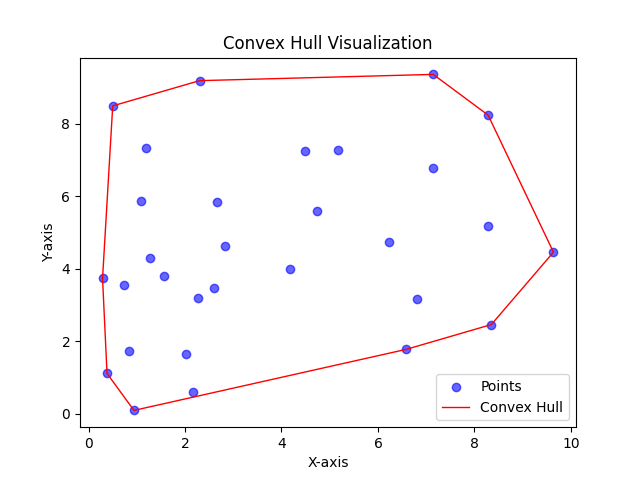 Convex Hull Visualization
Y-axis
8
6
4
2
0
0 2 4 6 8 10
X-axis
Points
Convex Hull